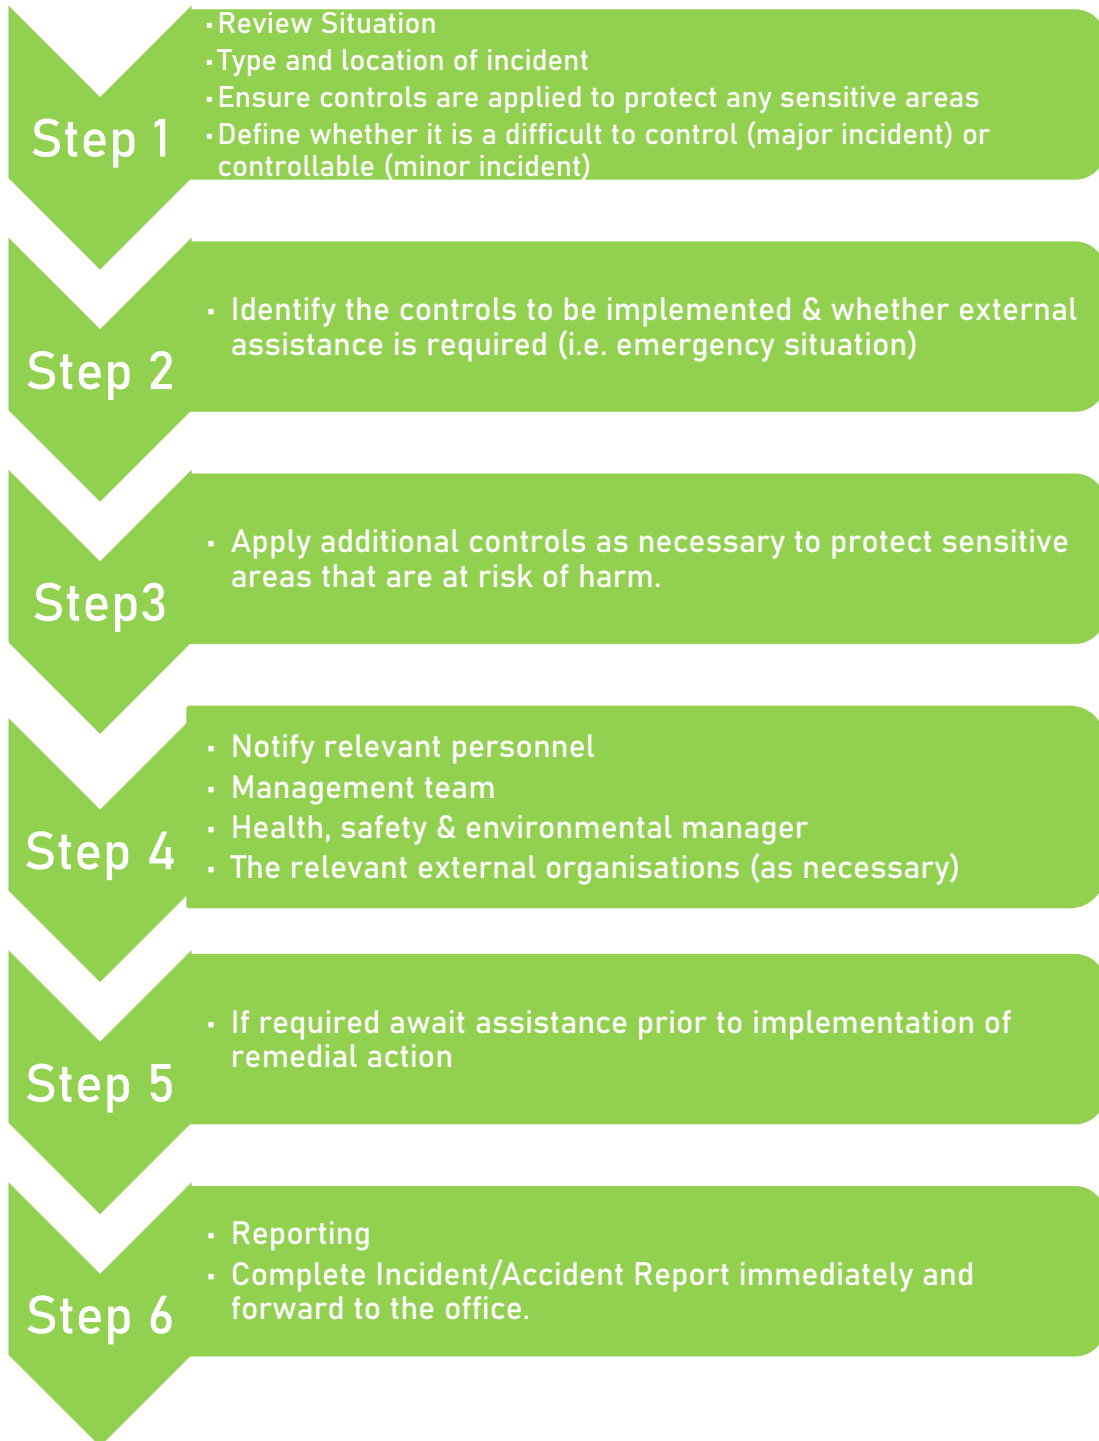 Step 1
▪ Review Situation
▪ Type and location of incident
▪ Ensure controls are applied to protect any sensitive areas
▪ Define whether it is a difficult to control (major incident) or
controllable (minor incident)
Step 2
▪ Identify the controls to be implemented & whether external
assistance is required (i.e. emergency situation)
Step3
▪ Apply additional controls as necessary to protect sensitive
areas that are at risk of harm.
Step 4
▪ Notify relevant personnel
▪ Management team
▪ Health, safety & environmental manager
▪ The relevant external organisations (as necessary)
Step 5
▪ If required await assistance prior to implementation of
remedial action
Step 6
▪ Reporting
▪ Complete Incident/Accident Report immediately and
forward to the office.